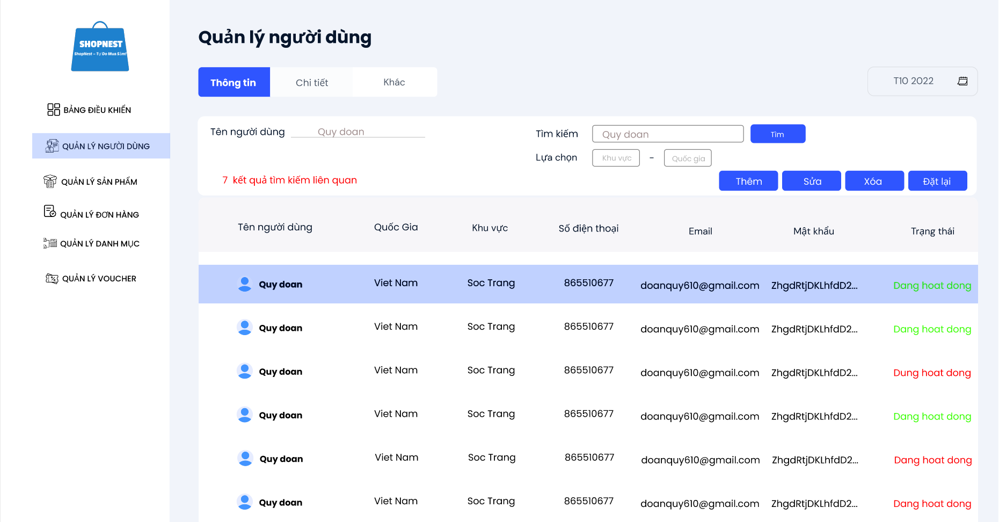 SHOPNEST
ShopNest – Tự Do Mua Sắm!
BẢNG ĐIỀU KHIỂN
QUẢN LÝ NGƯỜI DÙNG
QUẢN LÝ SẢN PHẨM
QUẢN LÝ ĐƠN HÀNG
QUẢN LÝ DANH MỤC
QUẢN LÝ VOUCHER
Quản lý người dùng
Thông tin Chi tiết Khác
T10 2022
Tên người dùng Quy doan
Tìm kiếm Quy doan Tìm
Lựa chọn Khu vực - Quốc gia
7 kết quả tìm kiếm liên quan
Thêm Sửa Xóa Đặt lại
Tên người dùng Quốc Gia Khu vực Số điện thoại Email Mật khẩu Trạng thái
Quy doan Viet Nam Soc Trang 865510677 doanquy610@gmail.com ZhgdRtjDKLhfdD2... Dang hoat dong
Quy doan Viet Nam Soc Trang 865510677 doanquy610@gmail.com ZhgdRtjDKLhfdD2... Dang hoat dong
Quy doan Viet Nam Soc Trang 865510677 doanquy610@gmail.com ZhgdRtjDKLhfdD2... Dung hoat dong
Quy doan Viet Nam Soc Trang 865510677 doanquy610@gmail.com ZhgdRtjDKLhfdD2... Dang hoat dong
Quy doan Viet Nam Soc Trang 865510677 doanquy610@gmail.com ZhgdRtjDKLhfdD2... Dang hoat dong
Quy doan Viet Nam Soc Trang 865510677 doanquy610@gmail.com ZhgdRtjDKLhfdD2... Dang hoat dong